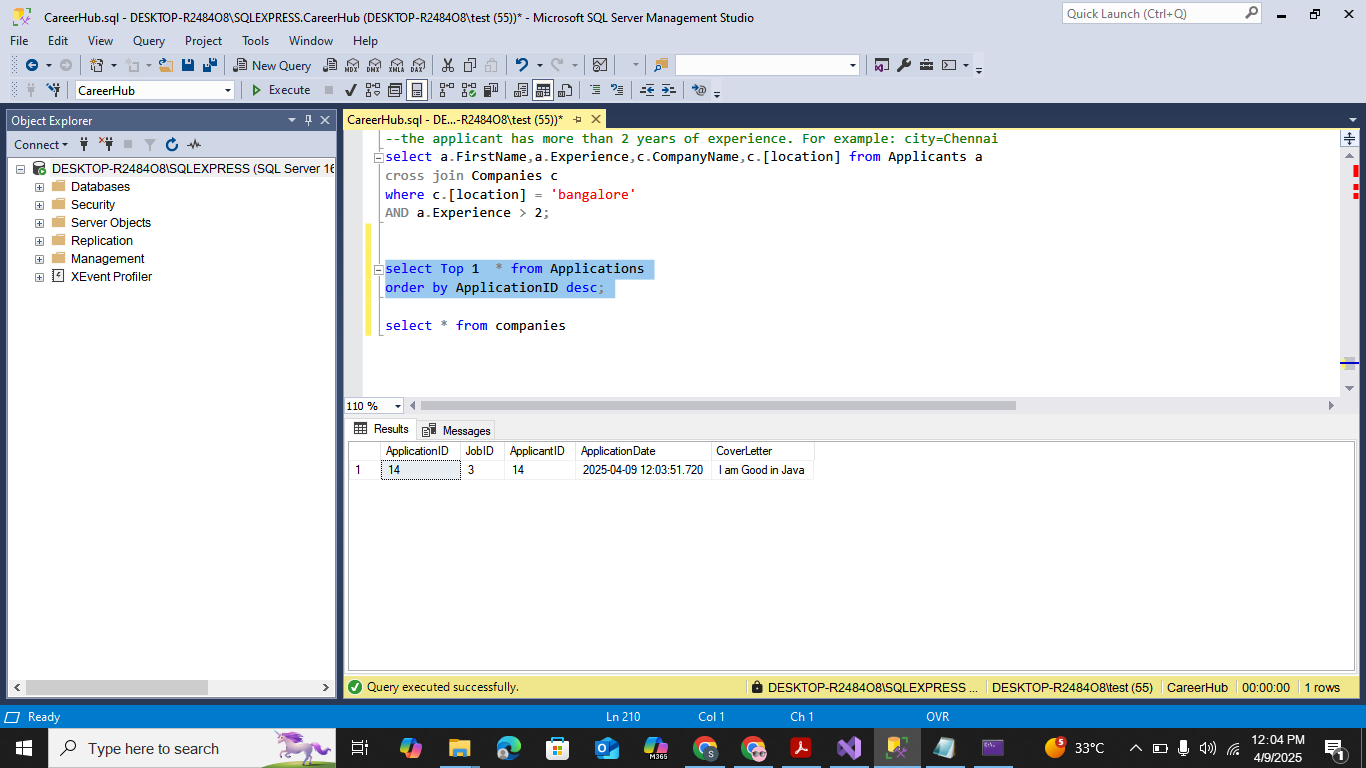 CareerHub.sql - DESKTOP-R2484O8\SQLEXPRESS.CareerHub (DESKTOP-R2484O8\test (55))* - Microsoft SQL Server Management Studio
Quick Launch (Ctrl+Q)
File Edit View Query Project Tools Window Help
New Query MDX DMX XMLA DAX
CareerHub Execute
Object Explorer
CareerHub.sql - DE...-R2484O8\test (55))*
Connect
DESKTOP-R2484O8\SQLEXPRESS (SQL Server 16
Databases
Security
Server Objects
Replication
Management
XEvent Profiler
--the applicant has more than 2 years of experience. For example: city=Chennai
select a.FirstName,a.Experience,c.CompanyName,c.[location] from Applicants a
cross join Companies c
where c.[location] = 'bangalore'
AND a.Experience > 2;
select Top 1  * from Applications
order by ApplicationID desc;
select * from companies
110 %
Results Messages
ApplicationID JobID ApplicantID ApplicationDate CoverLetter
1 14 3 14 2025-04-09 12:03:51.720 I am Good in Java
Query executed successfully. DESKTOP-R2484O8\SQLEXPRESS ... DESKTOP-R2484O8\test (55) CareerHub 00:00:00 1 rows
Ready Ln 210 Col 1 Ch 1 OVR
Type here to search
M365
S
5
33°C
12:04 PM
4/9/2025
1